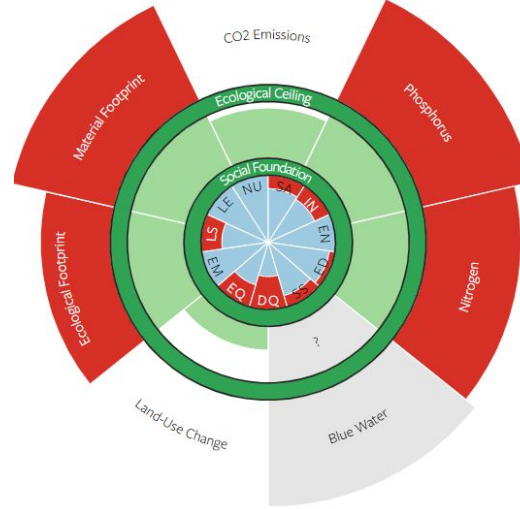 CO2 Emissions
Phosphorus
Nitrogen
Blue Water
Land-Use Change
Ecological Footprint
Material Footprint
Ecological Ceiling
Social Foundation
?
SA
IN
EN
ED
SS
DQ
EQ
EM
LS
LE
NU